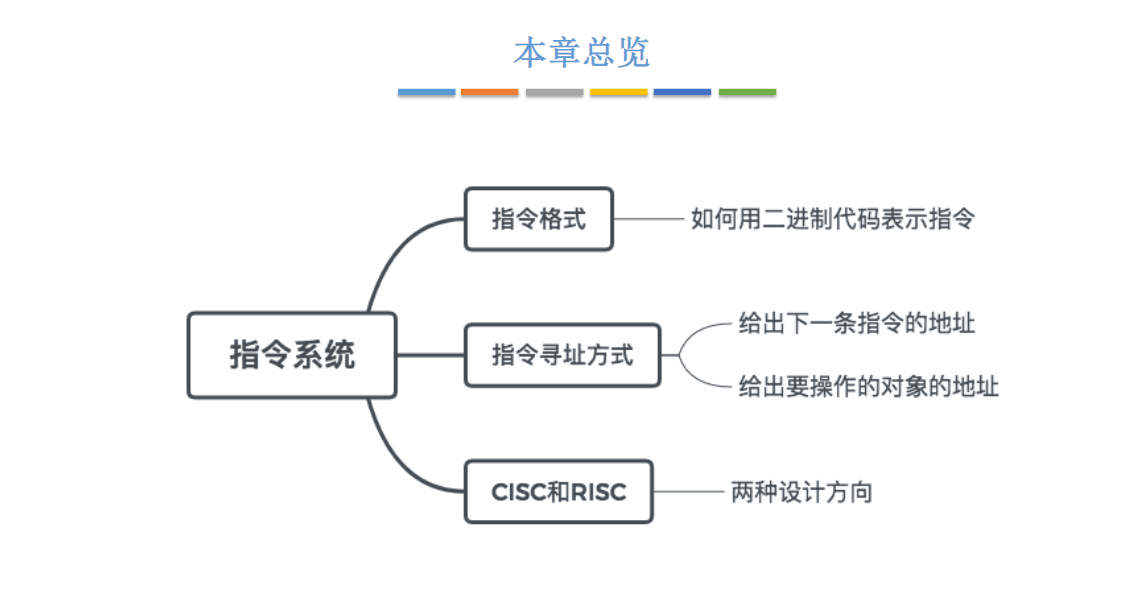 本章总览
指令格式
如何用二进制代码表示指令
指令系统
指令寻址方式
给出下一条指令的地址
给出要操作的对象的地址
CISC和RISC
两种设计方向